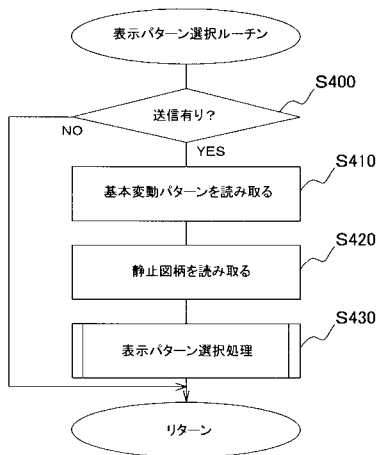 表示パターン選択ルーチン
S400
送信有り?
NO
YES
S410
基本変動パターンを読み取る
S420
静止図柄を読み取る
S430
表示パターン選択処理
リターン